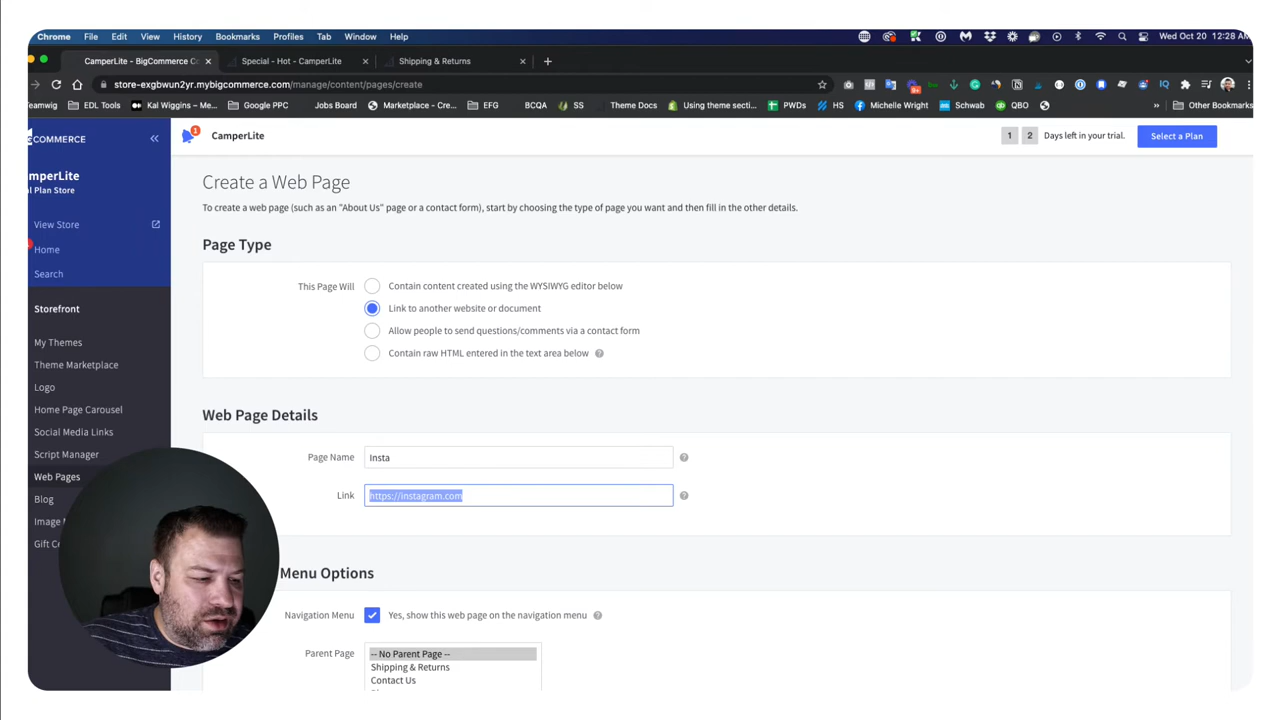 Chrome File Edit View History Bookmarks Profiles Tab Window Help Wed Oct 20 12:28 AM
CamperLite - BigCommerce C Special - Hot - CamperLite Shipping & Returns
store-exgbwun2yr.mybigcommerce.com/manage/content/pages/create
Teamwig EDL Tools Kal Wiggins – Me... Google PPC Jobs Board Marketplace - Cre... EFG BCQA SS Theme Docs Using theme secti... PWDs HS Michelle Wright Schwab QBO » Other Bookmarks
COMMERCE «
1
CamperLite
1 2 Days left in your trial.
Select a Plan
mperLite
l Plan Store
View Store
Home
Search
Storefront
My Themes
Theme Marketplace
Logo
Home Page Carousel
Social Media Links
Script Manager
Web Pages
Blog
Image
Gift Ce
Create a Web Page
To create a web page (such as an "About Us" page or a contact form), start by choosing the type of page you want and then fill in the other details.
Page Type
This Page Will
Contain content created using the WYSIWYG editor below
Link to another website or document
Allow people to send questions/comments via a contact form
Contain raw HTML entered in the text area below
Web Page Details
Page Name Insta
Link https://instagram.com
Menu Options
Navigation Menu Yes, show this web page on the navigation menu
Parent Page -- No Parent Page --
Shipping & Returns
Contact Us